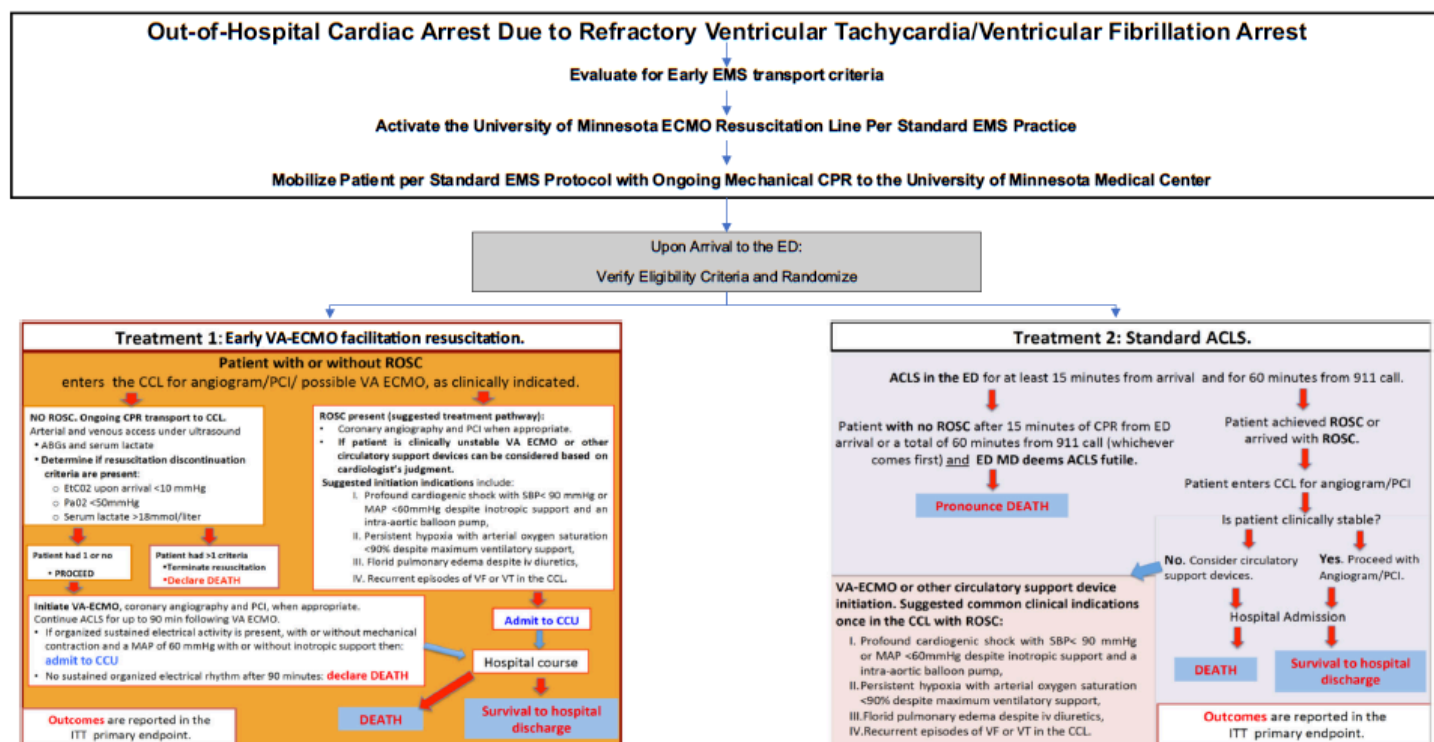 Out-of-Hospital Cardiac Arrest Due to Refractory Ventricular Tachycardia/Ventricular Fibrillation Arrest
Evaluate for Early EMS transport criteria
Activate the University of Minnesota ECMO Resuscitation Line Per Standard EMS Practice
Mobilize Patient per Standard EMS Protocol with Ongoing Mechanical CPR to the University of Minnesota Medical Center
Upon Arrival to the ED:
Verify Eligibility Criteria and Randomize
Treatment 1: Early VA-ECMO facilitation resuscitation.
Patient with or without ROSC
enters the CCL for angiogram/PCI/ possible VA ECMO, as clinically indicated.
NO ROSC. Ongoing CPR transport to CCL.
Arterial and venous access under ultrasound
• ABGs and serum lactate
• Determine if resuscitation discontinuation
criteria are present:
o EtC02 upon arrival <10 mmHg
o Pa02 <50mmHg
o Serum lactate >18mmol/liter
Patient had 1 or no
• PROCEED
Patient had >1 criteria
•Terminate resuscitation
•Declare DEATH
ROSC present (suggested treatment pathway):
• Coronary angiography and PCI when appropriate.
• If patient is clinically unstable VA ECMO or other
circulatory support devices can be considered based on
cardiologist's judgment.
Suggested initiation indications include:
I. Profound cardiogenic shock with SBP< 90 mmHg or
MAP <60mmHg despite inotropic support and an
intra-aortic balloon pump,
II. Persistent hypoxia with arterial oxygen saturation
<90% despite maximum ventilatory support,
III. Florid pulmonary edema despite iv diuretics,
IV. Recurrent episodes of VF or VT in the CCL.
Initiate VA-ECMO, coronary angiography and PCI, when appropriate.
Continue ACLS for up to 90 min following VA ECMO.
• If organized sustained electrical activity is present, with or without mechanical
contraction and a MAP of 60 mmHg with or without inotropic support then:
admit to CCU
• No sustained organized electrical rhythm after 90 minutes: declare DEATH
Admit to CCU
Hospital course
DEATH
Survival to hospital
discharge
Outcomes are reported in the
ITT primary endpoint.
Treatment 2: Standard ACLS.
ACLS in the ED for at least 15 minutes from arrival and for 60 minutes from 911 call.
Patient with no ROSC after 15 minutes of CPR from ED
arrival or a total of 60 minutes from 911 call (whichever
comes first) and ED MD deems ACLS futile.
Pronounce DEATH
Patient achieved ROSC or
arrived with ROSC.
Patient enters CCL for angiogram/PCI
Is patient clinically stable?
No. Consider circulatory
support devices.
Yes. Proceed with
Angiogram/PCI.
Hospital Admission
DEATH
Survival to hospital
discharge
VA-ECMO or other circulatory support device
initiation. Suggested common clinical indications
once in the CCL with ROSC:
I. Profound cardiogenic shock with SBP< 90 mmHg
or MAP <60mmHg despite inotropic support and a
intra-aortic balloon pump,
II.Persistent hypoxia with arterial oxygen saturation
<90% despite maximum ventilatory support,
III.Florid pulmonary edema despite iv diuretics,
IV.Recurrent episodes of VF or VT in the CCL.
Outcomes are reported in the
ITT primary endpoint.